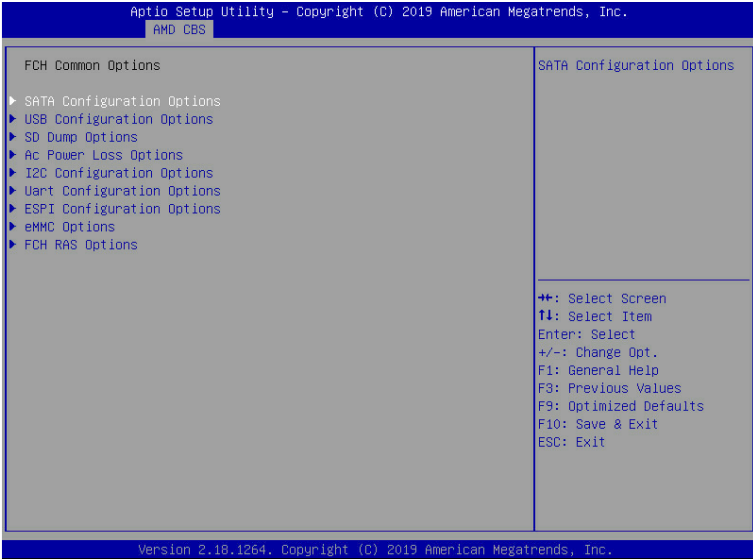 Aptio Setup Utility – Copyright (C) 2019 American Megatrends, Inc.
AMD CBS
FCH Common Options
SATA Configuration Options
USB Configuration Options
SD Dump Options
Ac Power Loss Options
I2C Configuration Options
Uart Configuration Options
ESPI Configuration Options
eMMC Options
FCH RAS Options
SATA Configuration Options
→←: Select Screen
↑↓: Select Item
Enter: Select
+/-: Change Opt.
F1: General Help
F3: Previous Values
F9: Optimized Defaults
F10: Save & Exit
ESC: Exit
Version 2.18.1264. Copyright (C) 2019 American Megatrends, Inc.